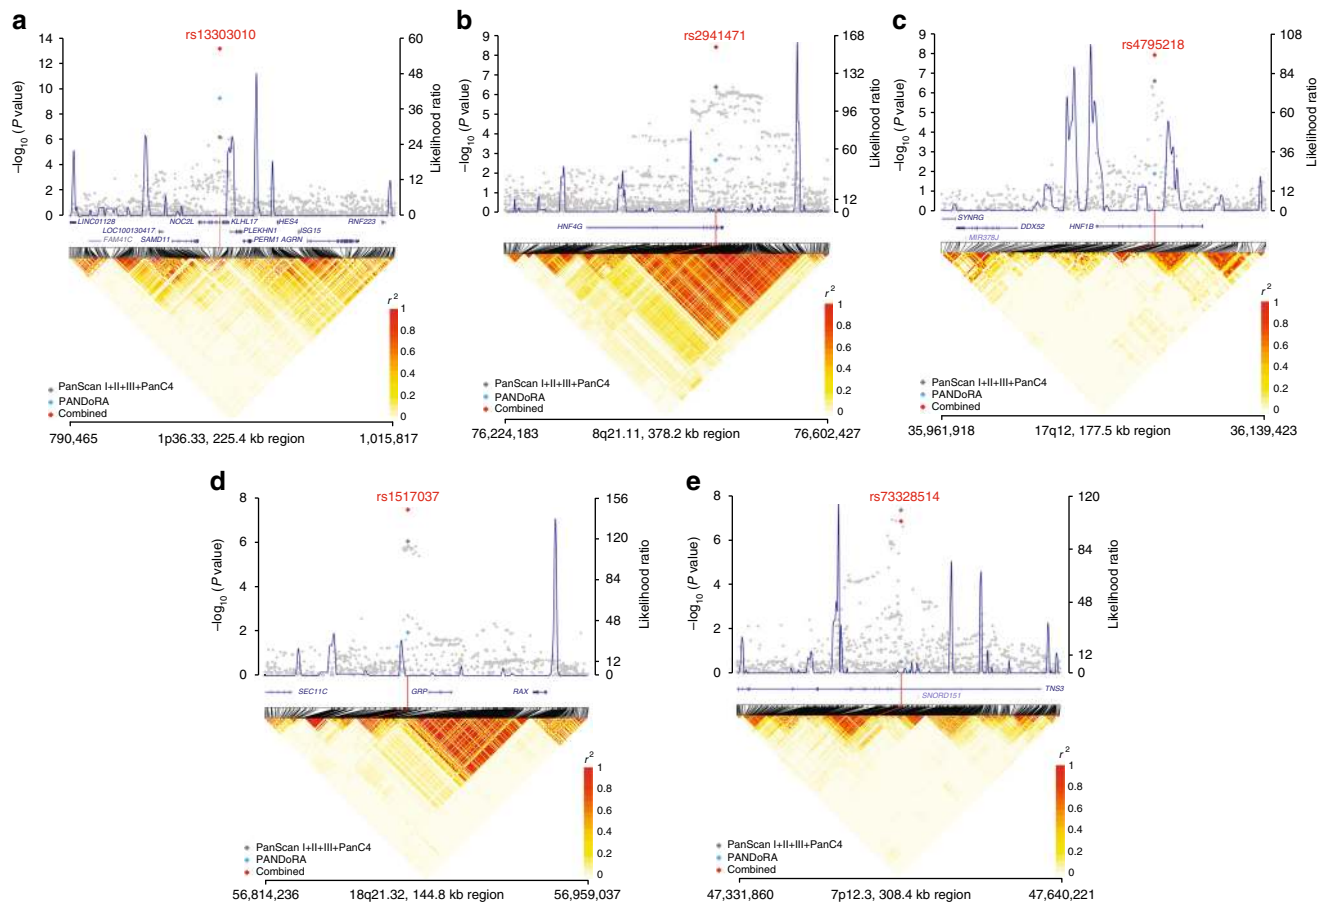 a
rs13303010
14
12
10
8
6
4
2
0
–log10 (P value)
60
48
36
24
12
0
Likelihood ratio
LINC01128
NOC2L
KLHL17
HES4
RNF223
LOC100130417
PLEKHN1
ISG15
FAM41C
SAMD11
PERM1
AGRN
r2
1
0.8
0.6
0.4
0.2
0
PanScan I+II+III+PanC4
PANDoRA
Combined
790,465
1p36.33, 225.4 kb region
1,015,817
b
rs2941471
9
8
7
6
5
4
3
2
1
0
–log10 (P value)
168
132
96
60
12
0
Likelihood ratio
HNF4G
r2
1
0.8
0.6
0.4
0.2
0
PanScan I+II+III+PanC4
PANDoRA
Combined
76,224,183
8q21.11, 378.2 kb region
76,602,427
c
rs4795218
9
8
7
6
5
4
3
2
1
0
–log10 (P value)
108
84
60
36
12
0
Likelihood ratio
SYNRG
DDX52
HNF1B
MIR378J
r2
1
0.8
0.6
0.4
0.2
0
PanScan I+II+III+PanC4
PANDoRA
Combined
35,961,918
17q12, 177.5 kb region
36,139,423
d
rs1517037
8
6
4
2
0
–log10 (P value)
156
120
84
48
12
0
Likelihood ratio
SEC11C
GRP
RAX
r2
1
0.8
0.6
0.4
0.2
0
PanScan I+II+III+PanC4
PANDoRA
Combined
56,814,236
18q21.32, 144.8 kb region
56,959,037
e
rs73328514
8
6
4
2
0
–log10 (P value)
120
84
48
12
0
Likelihood ratio
TNS3
SNORD151
r2
1
0.8
0.6
0.4
0.2
0
PanScan I+II+III+PanC4
PANDoRA
Combined
47,331,860
7p12.3, 308.4 kb region
47,640,221